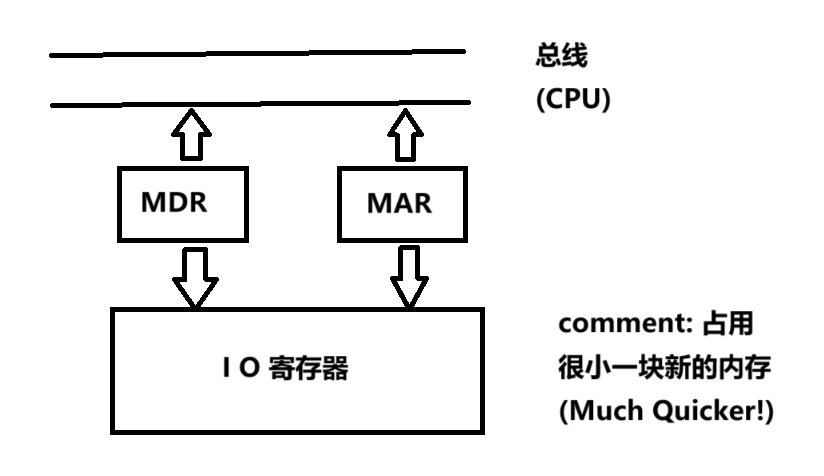 总线
(CPU)
MDR
MAR
I O 寄存器
comment: 占用
很小一块新的内存
(Much Quicker!)